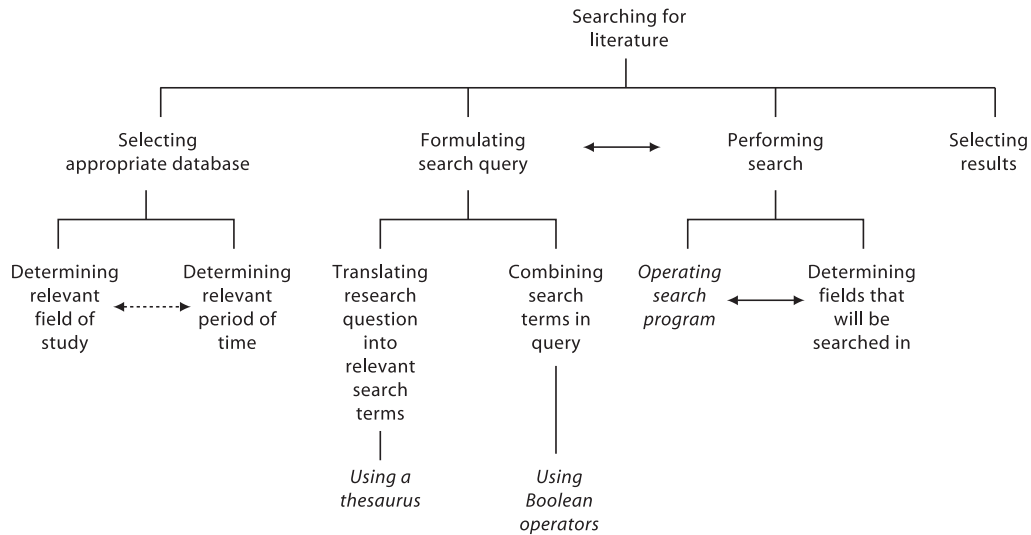 Searching for
literature
Selecting
appropriate database
Formulating
search query
Performing
search
Selecting
results
Determining
relevant
field of
study
Determining
relevant
period of
time
Translating
research
question
into
relevant
search
terms
Combining
search
terms in
query
Operating
search
program
Determining
fields that
will be
searched in
Using a
thesaurus
Using
Boolean
operators